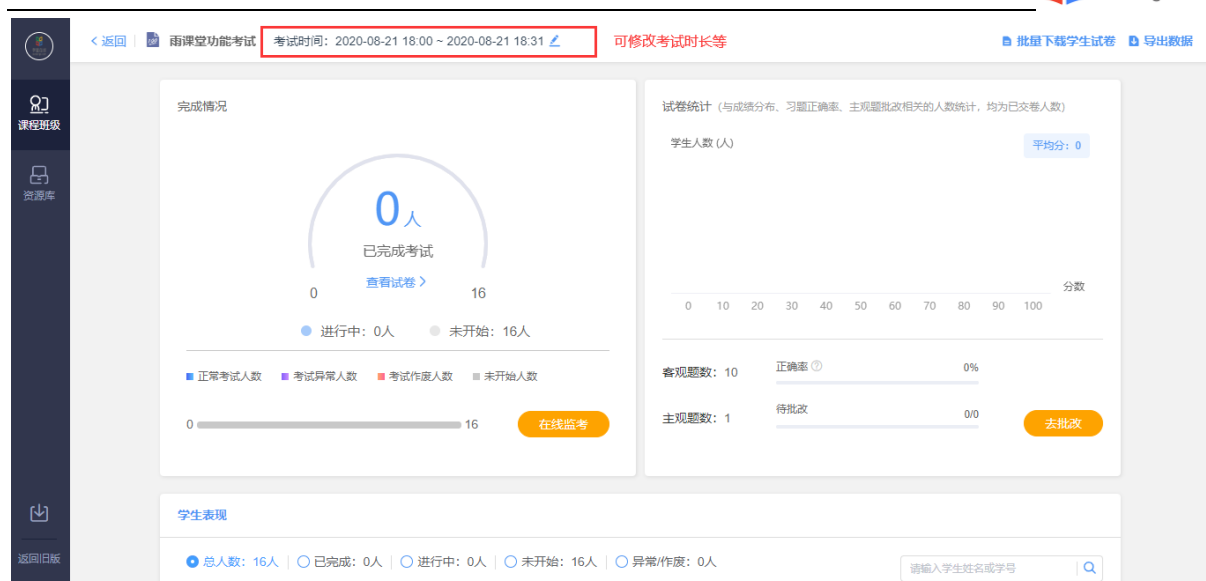 返回 雨课堂功能考试 考试时间：2020-08-21 18:00 ~ 2020-08-21 18:31 可修改考试时长等 批量下载学生试卷 导出数据
课程班级
资源库
返回旧版
完成情况
0人
已完成考试
查看试卷
0 16
进行中：0人 未开始：16人
正常考试人数 考试异常人数 考试作废人数 未开始人数
0 16 在线监考
试卷统计（与成绩分布、习题正确率、主观题批改相关的人数统计，均为已交卷人数）
学生人数 (人) 平均分：0
分数
0 10 20 30 40 50 60 70 80 90 100
客观题数：10 正确率 0%
主观题数：1 待批改 0/0 去批改
学生表现
总人数：16人 已完成：0人 进行中：0人 未开始：16人 异常/作废：0人 请输入学生姓名或学号